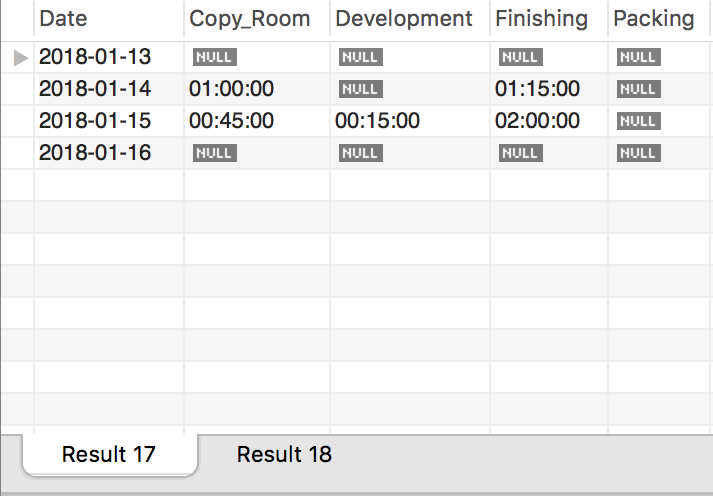 Date Copy_Room Development Finishing Packing
2018-01-13 NULL NULL NULL NULL
2018-01-14 01:00:00 NULL 01:15:00 NULL
2018-01-15 00:45:00 00:15:00 02:00:00 NULL
2018-01-16 NULL NULL NULL NULL
Result 17 Result 18